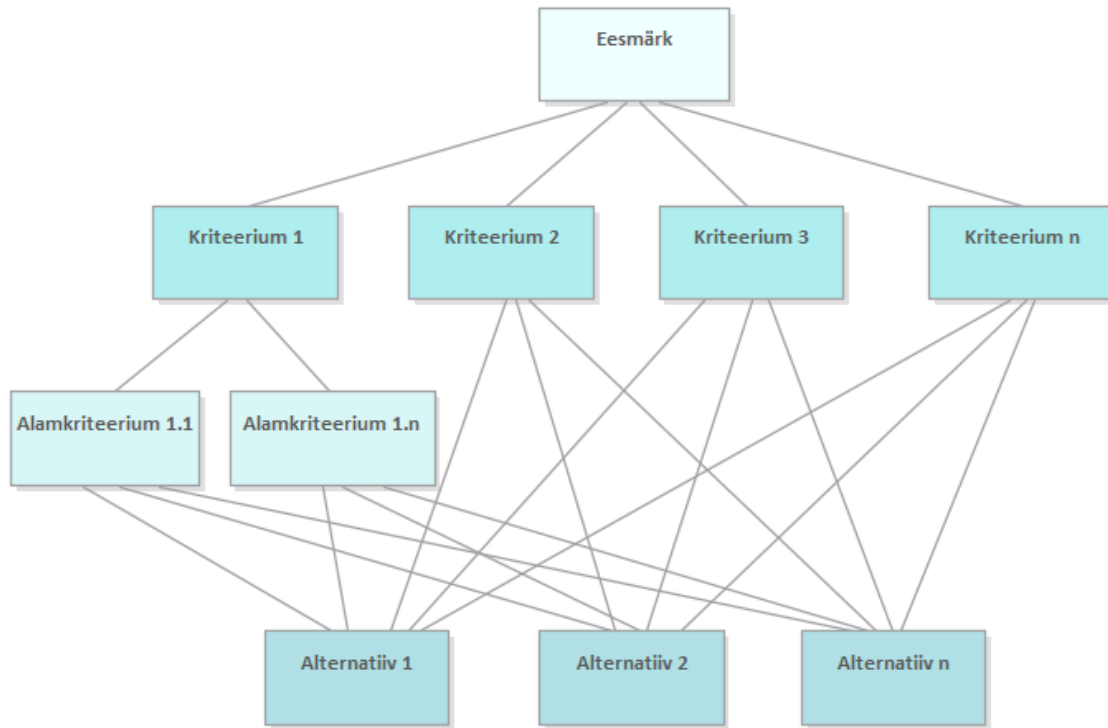 Eesmärk
Kriteerium 1
Kriteerium 2
Kriteerium 3
Kriteerium n
Alamkriteerium 1.1
Alamkriteerium 1.n
Alternatiiv 1
Alternatiiv 2
Alternatiiv n